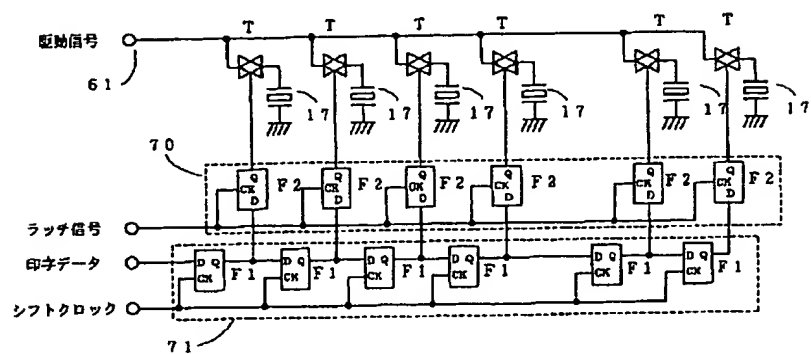 T T T T T T
駆動信号
61
17 17 17 17 17 17
70
Q Q Q Q Q Q
CK F2 CK F2 CK F2 CK F2 CK F2 CK F2
D D D D D D
ラッチ信号
印字データ
D Q F1 D Q F1 D Q F1 D Q F1 D Q F1 D Q F1
CK CK CK CK CK CK
シフトクロック
71